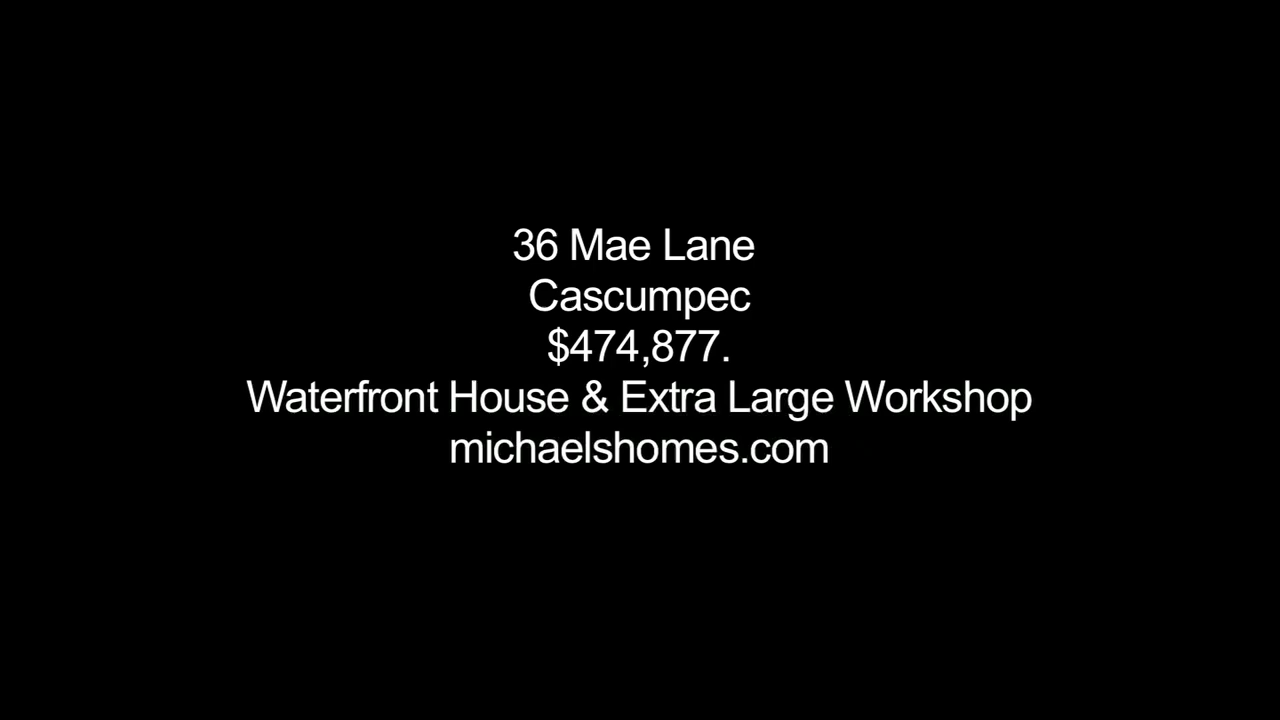 36 Mae Lane
Cascumpec
$474,877.
Waterfront House & Extra Large Workshop
michaelshomes.com